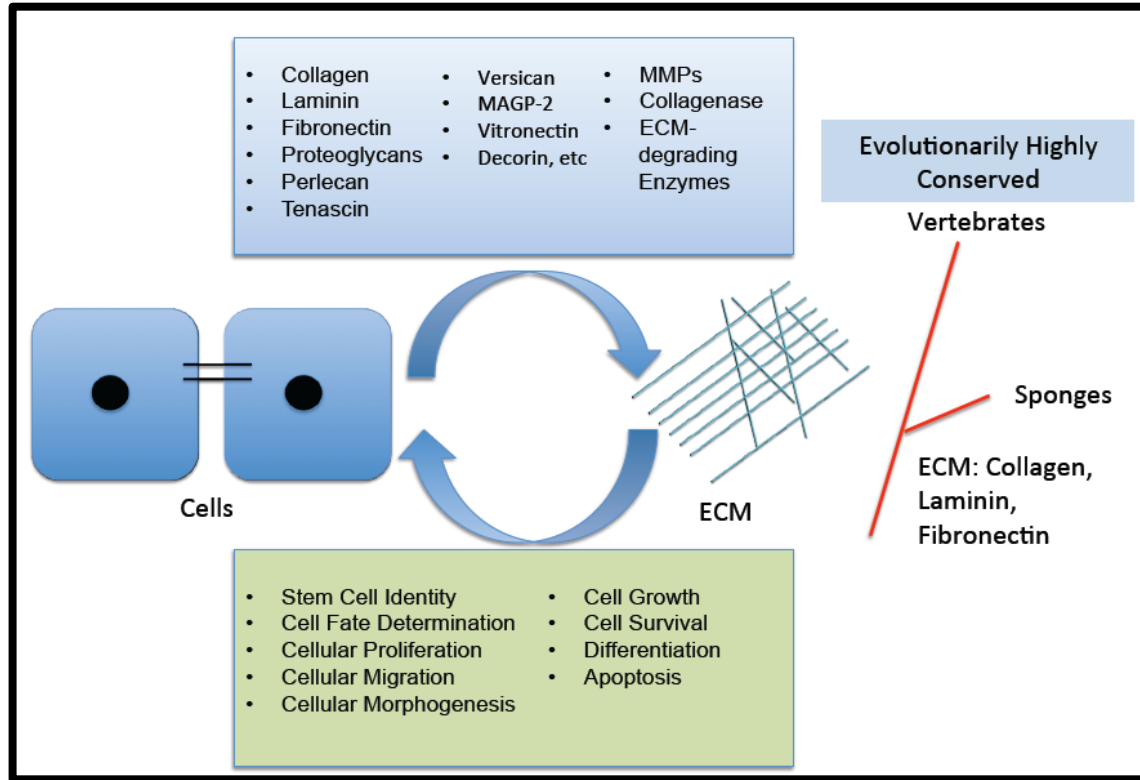 • Collagen
• Laminin
• Fibronectin
• Proteoglycans
• Perlecan
• Tenascin
• Versican
• MAGP-2
• Vitronectin
• Decorin, etc
• MMPs
• Collagenase
• ECM-
degrading
Enzymes
Evolutionarily Highly
Conserved
Vertebrates
Sponges
ECM: Collagen,
Laminin,
Fibronectin
Cells
ECM
• Stem Cell Identity
• Cell Fate Determination
• Cellular Proliferation
• Cellular Migration
• Cellular Morphogenesis
• Cell Growth
• Cell Survival
• Differentiation
• Apoptosis